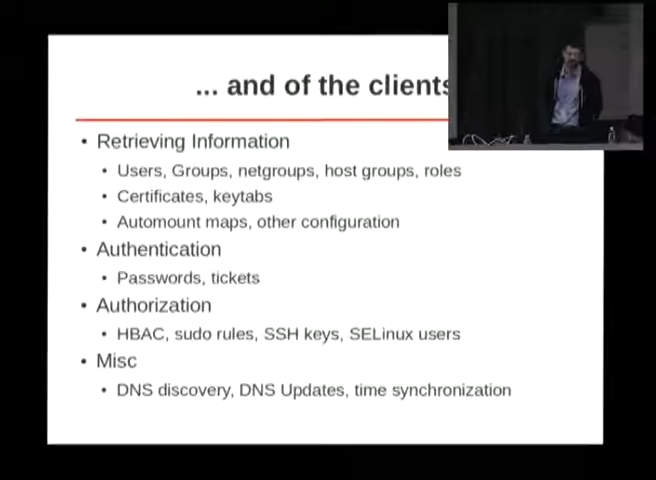 ... and of the clients
• Retrieving Information
• Users, Groups, netgroups, host groups, roles
• Certificates, keytabs
• Automount maps, other configuration
• Authentication
• Passwords, tickets
• Authorization
• HBAC, sudo rules, SSH keys, SELinux users
• Misc
• DNS discovery, DNS Updates, time synchronization